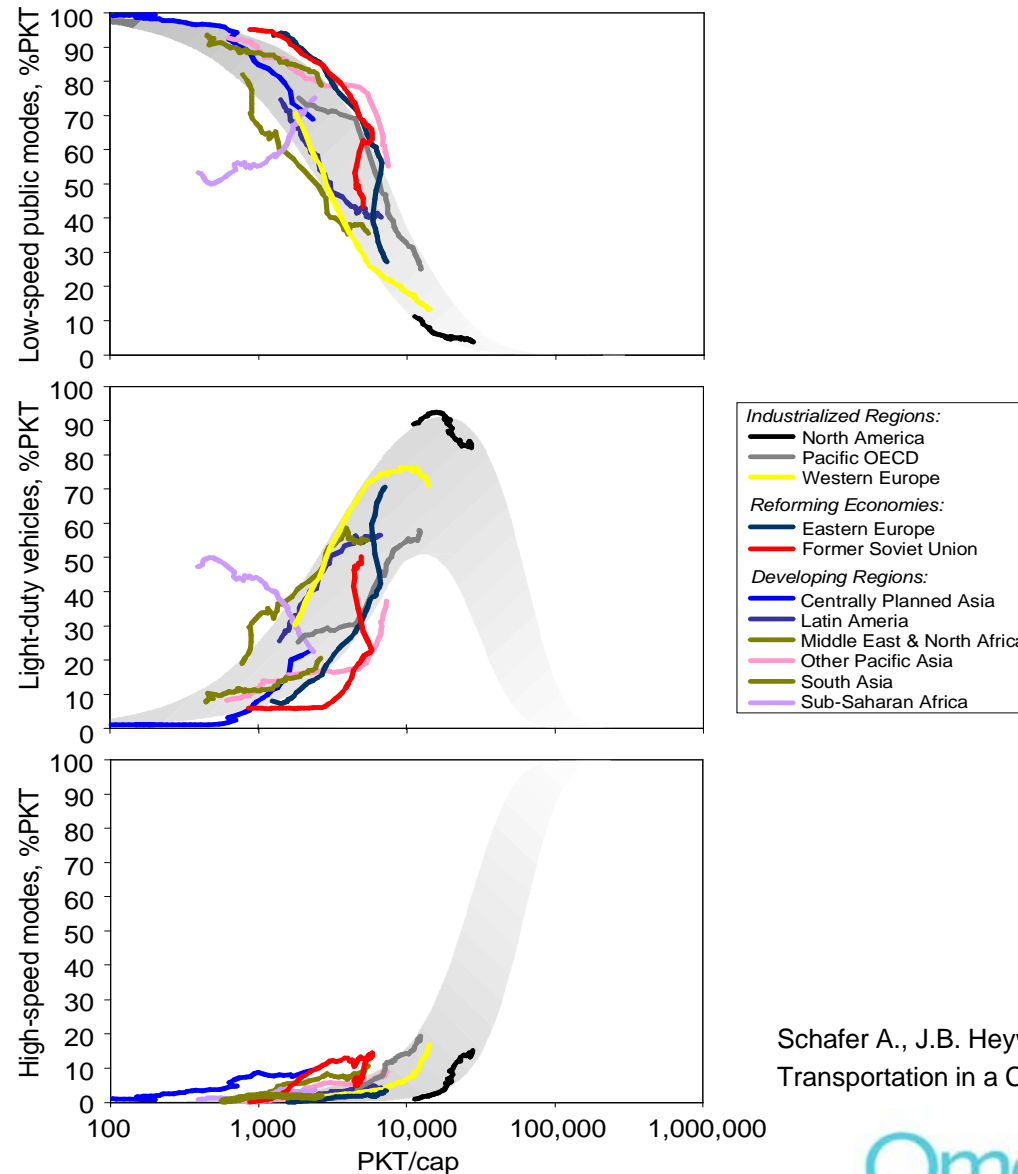 Low-speed public modes, %PKT
100
90
80
70
60
50
40
30
20
10
0
Light-duty vehicles, %PKT
100
90
80
70
60
50
40
30
20
10
0
Industrialized Regions:
North America
Pacific OECD
Western Europe
Reforming Economies:
Eastern Europe
Former Soviet Union
Developing Regions:
Centrally Planned Asia
Latin Ameria
Middle East & North Africa
Other Pacific Asia
South Asia
Sub-Saharan Africa
High-speed modes, %PKT
100
90
80
70
60
50
40
30
20
10
0
100 1,000 10,000 100,000 1,000,000
PKT/cap
Schafer A., J.B.
Transportation in a